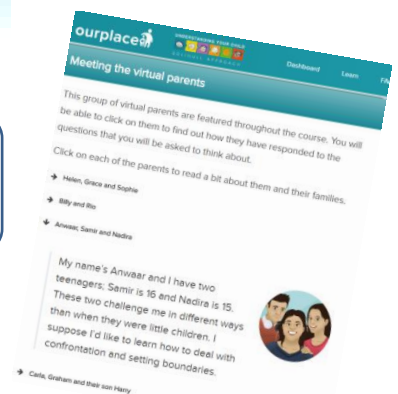 ourplace
UNDERSTANDING YOUR CHILD
SOLIHULL APPROACH
Dashboard Learn FA
Meeting the virtual parents
This group of virtual parents are featured throughout the course. You will
be able to click on them to find out how they have responded to the
questions that you will be asked to think about.
Click on each of the parents to read a bit about them and their families.
Helen, Grace and Sophie
Billy and Rio
Anwaar, Samir and Nadira
My name's Anwaar and I have two
teenagers; Samir is 16 and Nadira is 15.
These two challenge me in different ways
than when they were little children. I
suppose I'd like to learn how to deal with
confrontation and setting boundaries.
Carla, Graham and their son Harry